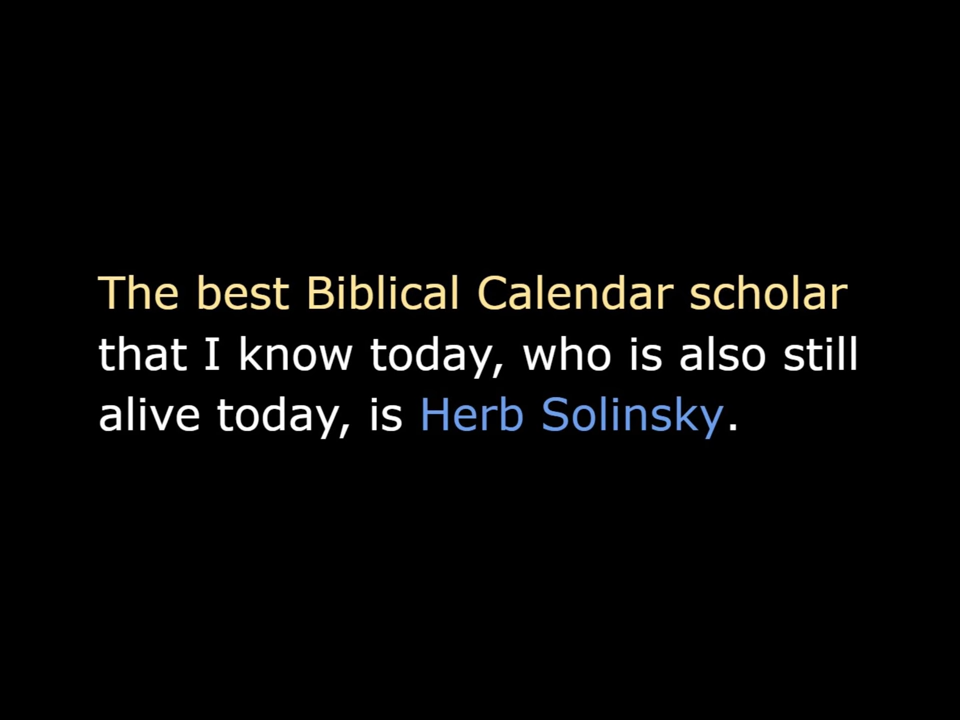 The best Biblical Calendar scholar
that I know today, who is also still
alive today, is Herb Solinsky.